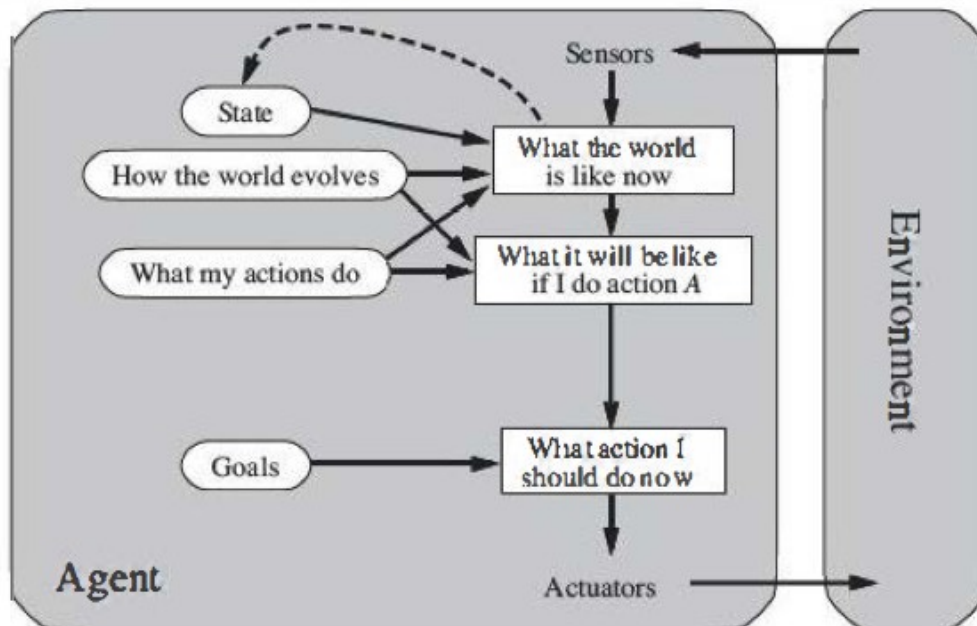 Sensors
State
What the world
is like now
How the world evolves
What it will be like
if I do action A
What my actions do
Environment
What action I
should do now
Goals
Agent
Actuators